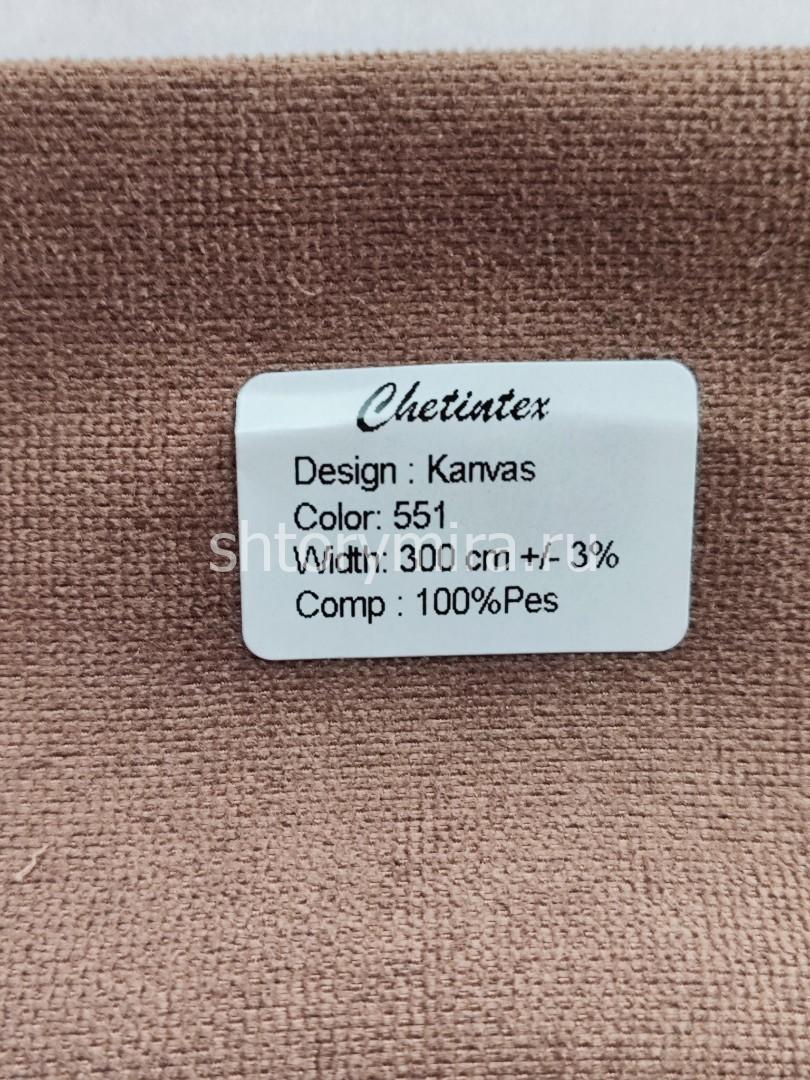 Chetintex
Design : Kanvas
Color: 551
shtorymira.ru
Width: 300 cm +/- 3%
Comp : 100%Pes